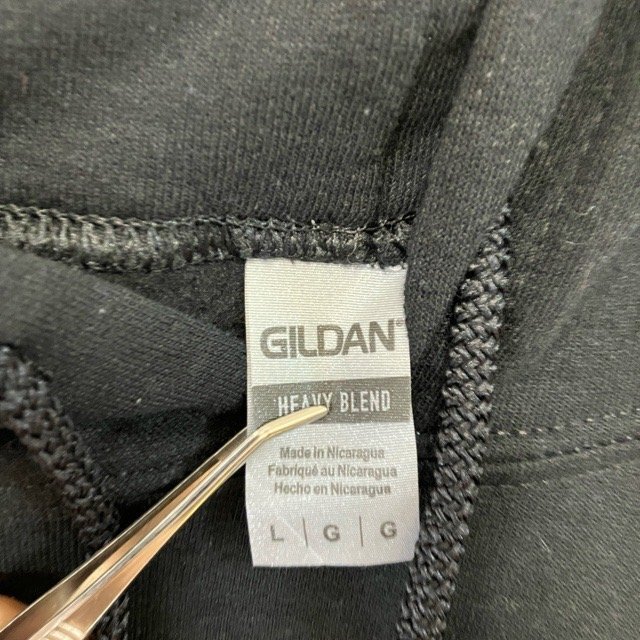 GILDAN®
HEAVY BLEND
Made in Nicaragua
Fabriqué au Nicaragua
Hecho en Nicaragua
L | G | G